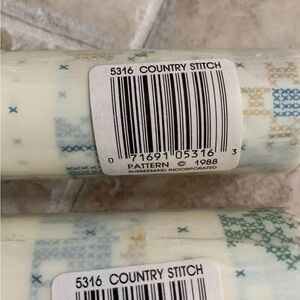 5316 COUNTRY STITCH
0 71691 05316 3
PATTERN © 1988
RUBBERMAID INCORPORATED
5316 COUNTRY STITCH